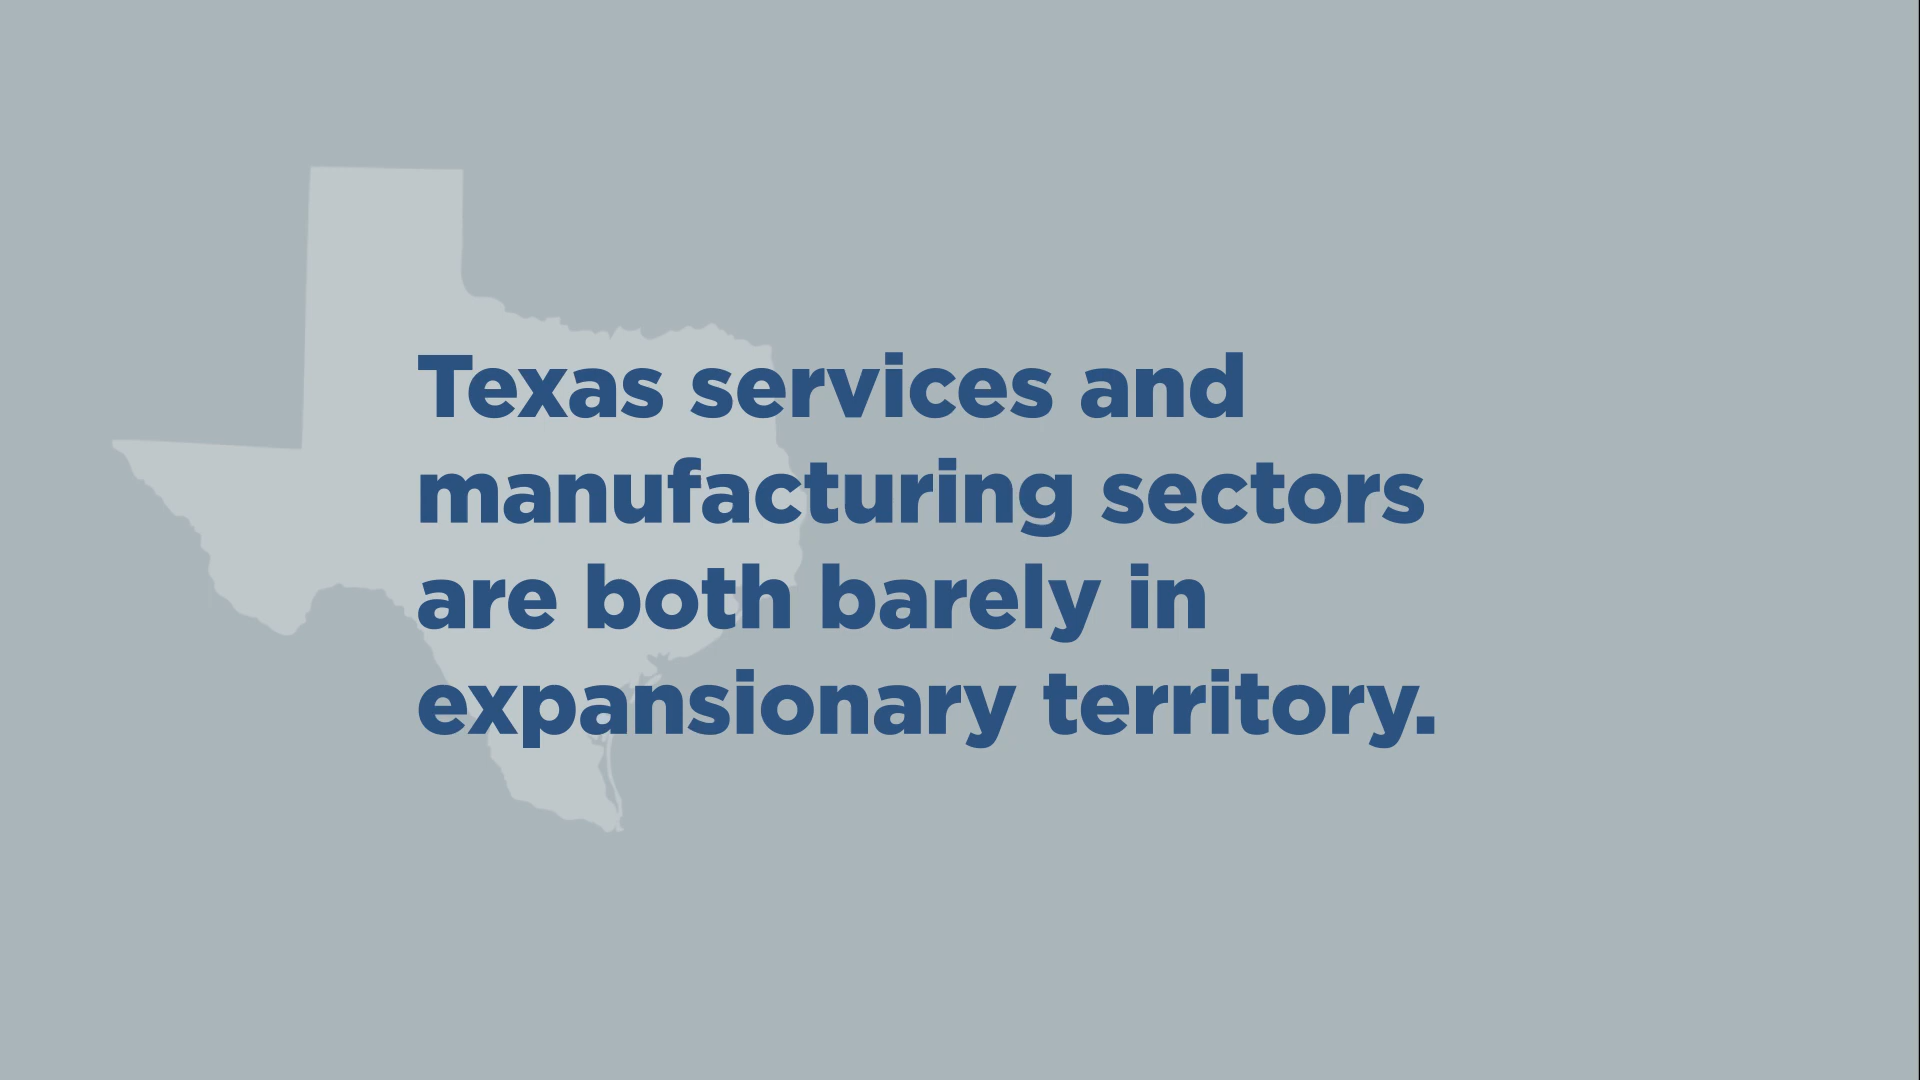 Texas services and
manufacturing sectors
are both barely in
expansionary territory.